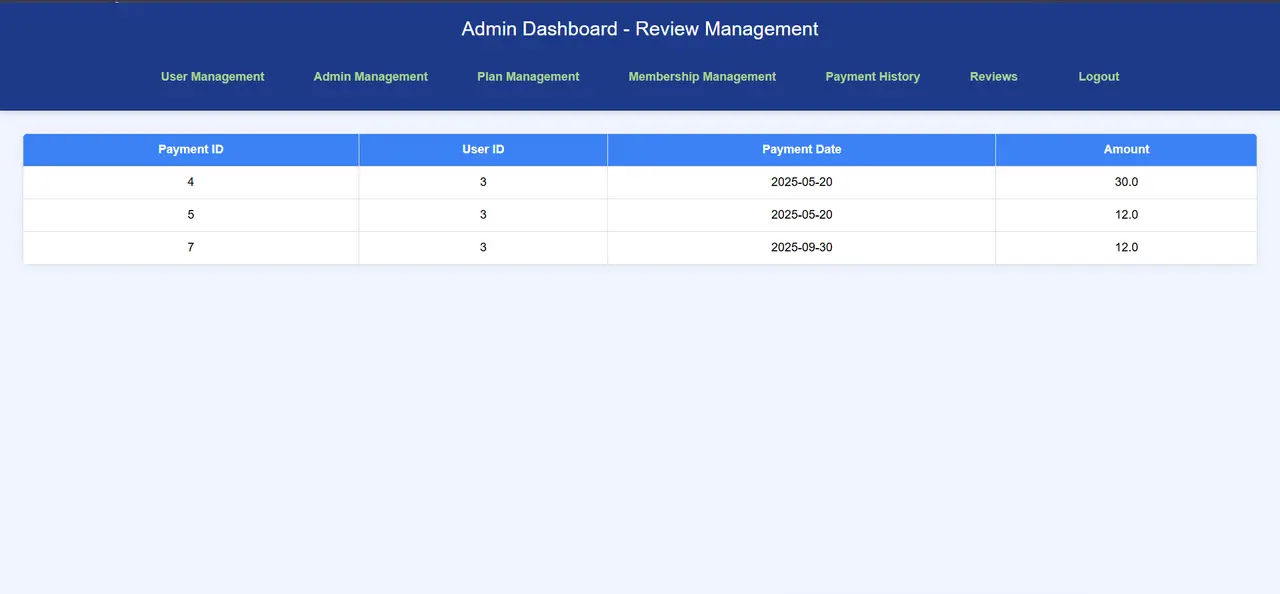 Admin Dashboard - Review Management
User Management Admin Management Plan Management Membership Management Payment History Reviews Logout
Payment ID User ID Payment Date Amount
4 3 2025-05-20 30.0
5 3 2025-05-20 12.0
7 3 2025-09-30 12.0